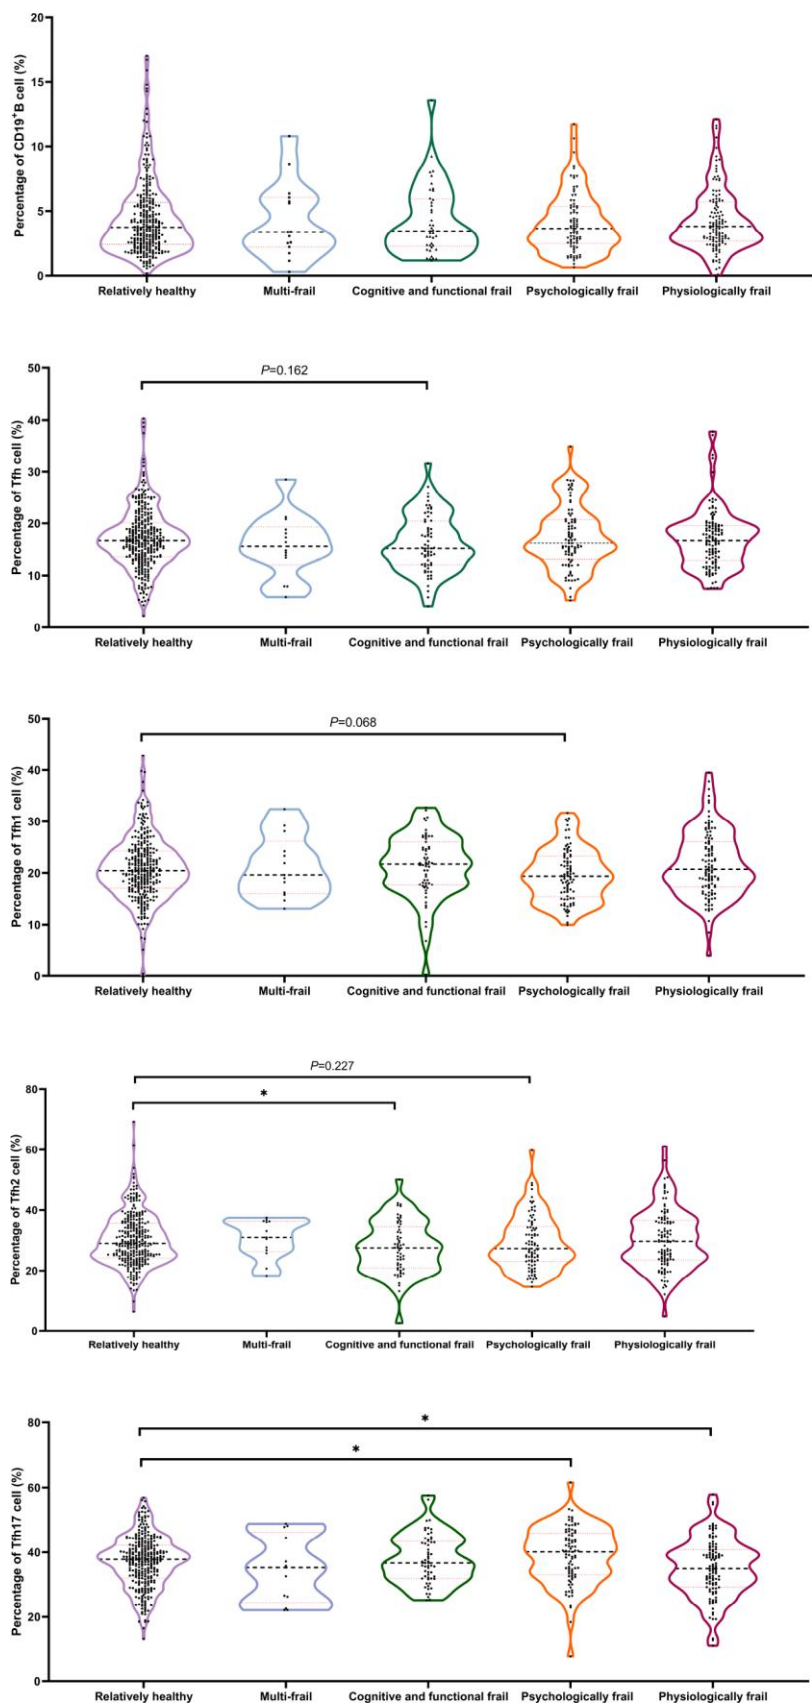 Percentage of CD19⁺B cell (%)
20
15
10
5
0
Relatively healthy
Multi-frail
Cognitive and functional frail
Psychologically frail
Physiologically frail
Percentage of Tfh cell (%)
50
40
30
20
10
0
P=0.162
Relatively healthy
Multi-frail
Cognitive and functional frail
Psychologically frail
Physiologically frail
Percentage of Tfh1 cell (%)
50
40
30
20
10
0
P=0.068
Relatively healthy
Multi-frail
Cognitive and functional frail
Psychologically frail
Physiologically frail
Percentage of Tfh2 cell (%)
80
60
40
20
0
P=0.227
*
Relatively healthy
Multi-frail
Cognitive and functional frail
Psychologically frail
Physiologically frail
Percentage of Tfh17 cell (%)
80
60
40
20
0
*
*
Relatively healthy
Multi-frail
Cognitive and functional frail
Psychologically frail
Physiologically frail